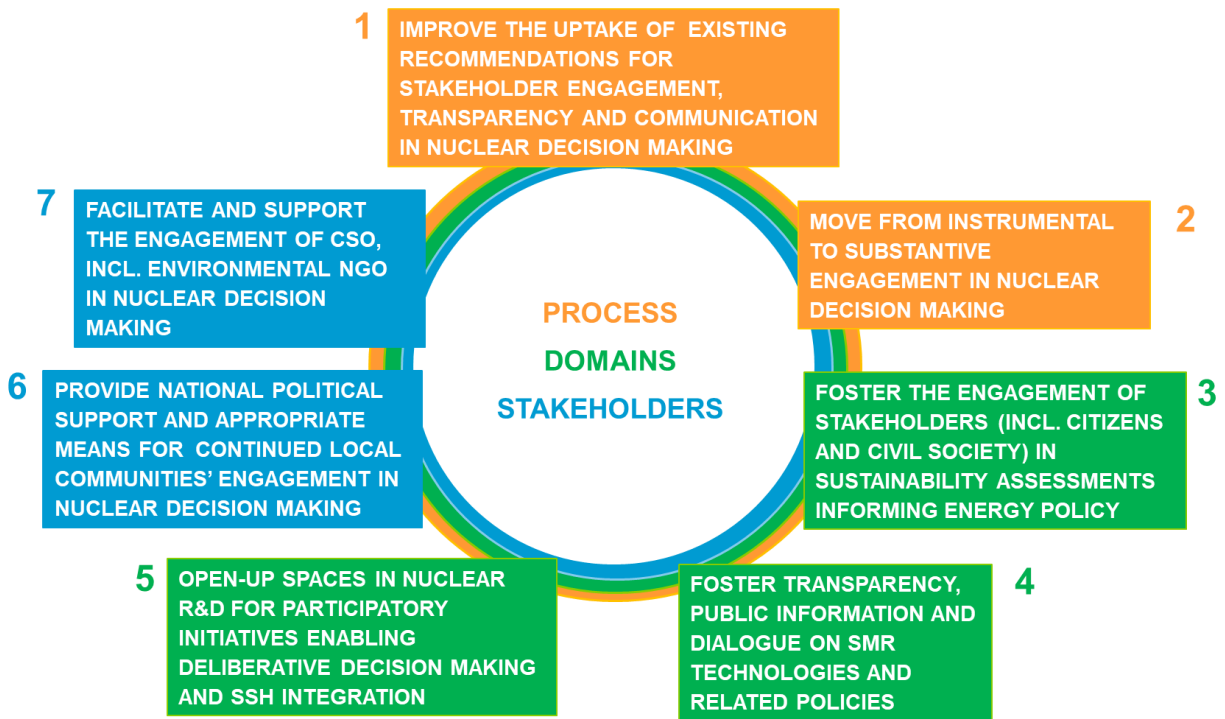 1
IMPROVE THE UPTAKE OF EXISTING
RECOMMENDATIONS FOR
STAKEHOLDER ENGAGEMENT,
TRANSPARENCY AND COMMUNICATION
IN NUCLEAR DECISION MAKING
2
MOVE FROM INSTRUMENTAL
TO SUBSTANTIVE
ENGAGEMENT IN NUCLEAR
DECISION MAKING
3
FOSTER THE ENGAGEMENT OF
STAKEHOLDERS (INCL. CITIZENS
AND CIVIL SOCIETY) IN
SUSTAINABILITY ASSESSMENTS
INFORMING ENERGY POLICY
4
FOSTER TRANSPARENCY,
PUBLIC INFORMATION AND
DIALOGUE ON SMR
TECHNOLOGIES AND
RELATED POLICIES
5
OPEN-UP SPACES IN NUCLEAR
R&D FOR PARTICIPATORY
INITIATIVES ENABLING
DELIBERATIVE DECISION MAKING
AND SSH INTEGRATION
6
PROVIDE NATIONAL POLITICAL
SUPPORT AND APPROPRIATE
MEANS FOR CONTINUED LOCAL
COMMUNITIES’ ENGAGEMENT IN
NUCLEAR DECISION MAKING
7
FACILITATE AND SUPPORT
THE ENGAGEMENT OF CSO,
INCL. ENVIRONMENTAL NGO
IN NUCLEAR DECISION
MAKING
PROCESS
DOMAINS
STAKEHOLDERS